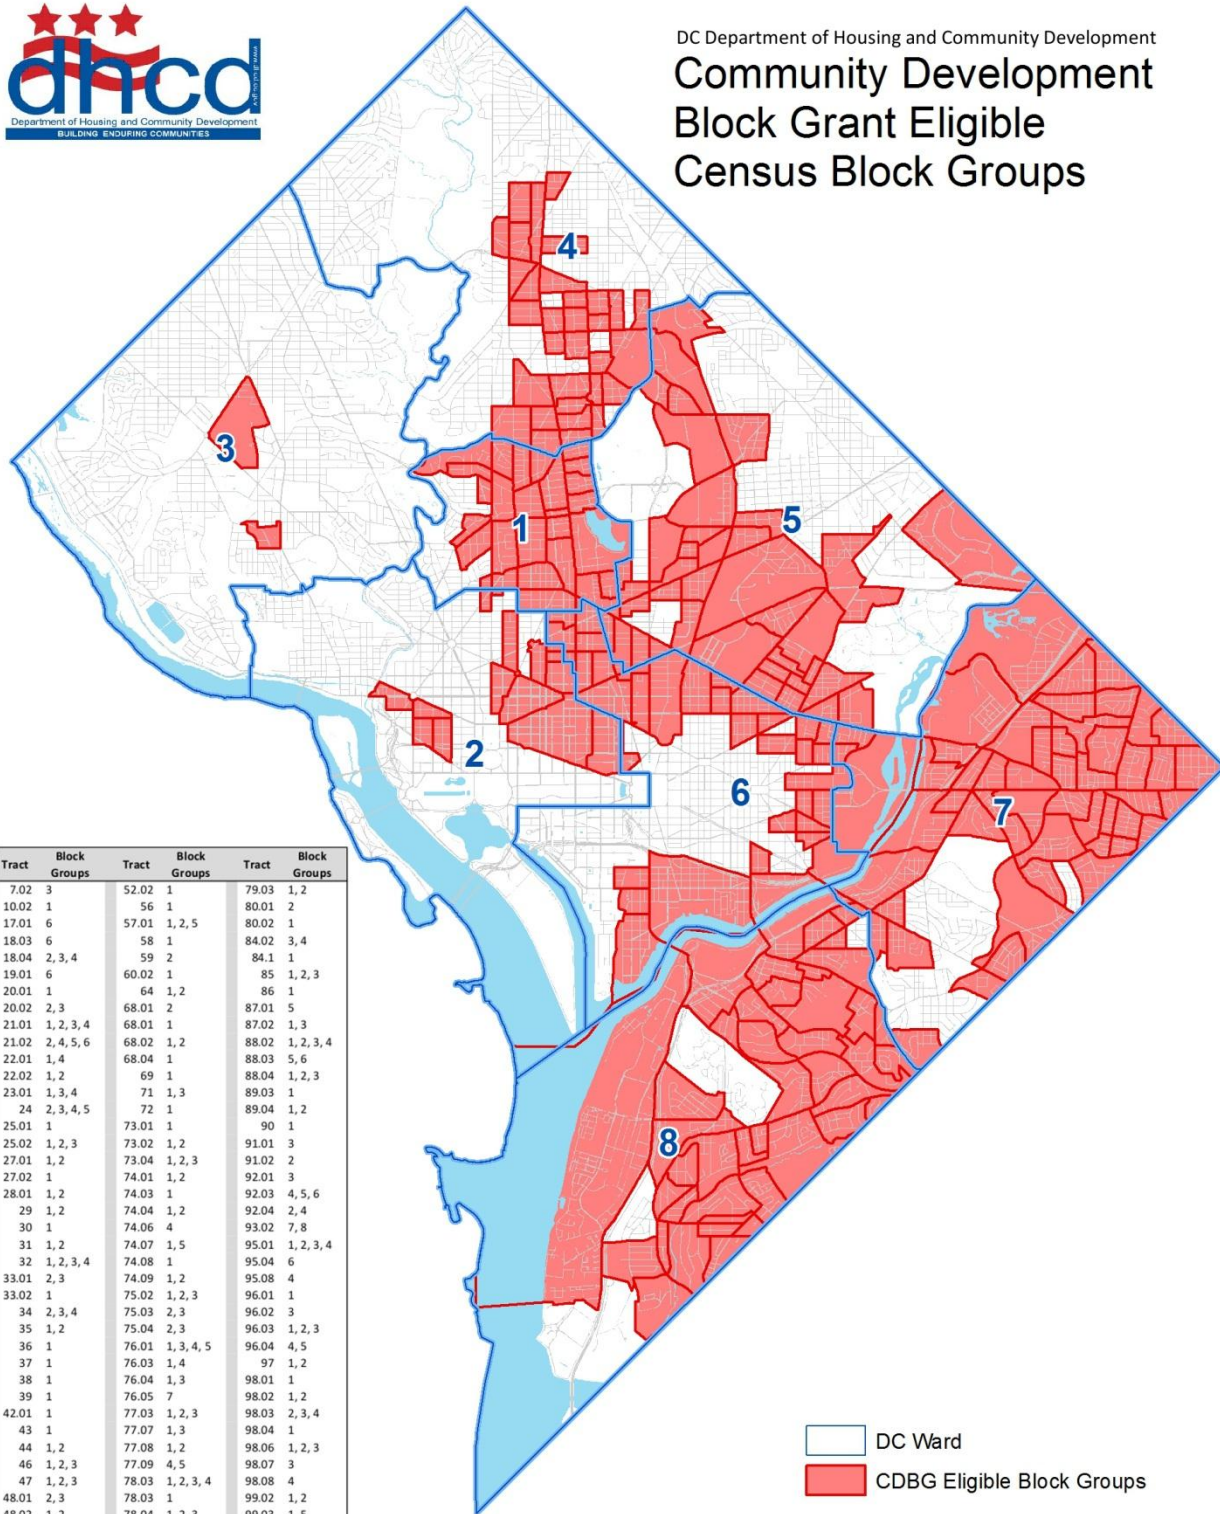 dhcd
Department of Housing and Community Development
BUILDING ENDURING COMMUNITIES
DC Department of Housing and Community Development
Community Development
Block Grant Eligible
Census Block Groups
4
3
1
5
2
6
7
8
Tract Block Groups Tract Block Groups Tract Block Groups
7.02 3 52.02 1 79.03 1, 2
10.02 1 56 1 80.01 2
17.01 6 57.01 1, 2, 5 80.02 1
18.03 6 58 1 84.02 3, 4
18.04 2, 3, 4 59 2 84.1 1
19.01 6 60.02 1 85 1, 2, 3
20.01 1 64 1, 2 86 1
20.02 2, 3 68.01 2 87.01 5
21.01 1, 2, 3, 4 68.01 1 87.02 1, 3
21.02 2, 4, 5, 6 68.02 1, 2 88.02 1, 2, 3, 4
22.01 1, 4 68.04 1 88.03 5, 6
22.02 1, 2 69 1 88.04 1, 2, 3
23.01 1, 3, 4 71 1, 3 89.03 1
24 2, 3, 4, 5 72 1 89.04 1, 2
25.01 1 73.01 1 90 1
25.02 1, 2, 3 73.02 1, 2 91.01 3
27.01 1, 2 73.04 1, 2, 3 91.02 2
27.02 1 74.01 1, 2 92.01 3
28.01 1, 2 74.03 1 92.03 4, 5, 6
29 1, 2 74.04 1, 2 92.04 2, 4
30 1 74.06 4 93.02 7, 8
31 1, 2 74.07 1, 5 95.01 1, 2, 3, 4
32 1, 2, 3, 4 74.08 1 95.04 6
33.01 2, 3 74.09 1, 2 95.08 4
33.02 1 75.02 1, 2, 3 96.01 1
34 2, 3, 4 75.03 2, 3 96.02 3
35 1, 2 75.04 2, 3 96.03 1, 2, 3
36 1 76.01 1, 3, 4, 5 96.04 4, 5
37 1 76.03 1, 4 97 1, 2
38 1 76.04 1, 3 98.01 1
39 1 76.05 7 98.02 1, 2
42.01 1 77.03 1, 2, 3 98.03 2, 3, 4
43 1 77.07 1, 3 98.04 1
44 1, 2 77.08 1, 2 98.06 1, 2, 3
46 1, 2, 3 77.09 4, 5 98.07 3
47 1, 2, 3 78.03 1, 2, 3, 4 98.08 4
48.01 2, 3 78.03 1 99.02 1, 2
DC Ward
CDBG Eligible Block Groups